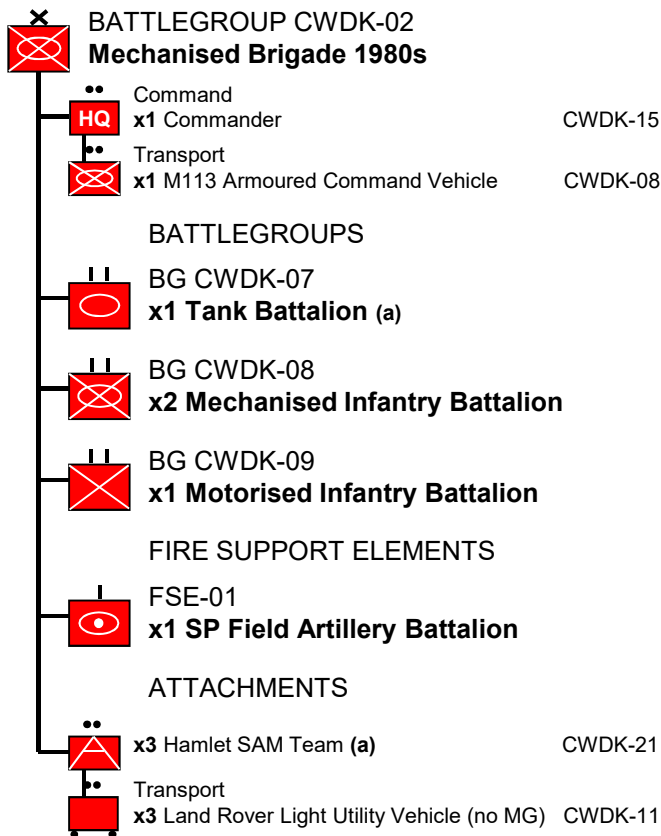 BATTLEGROUP CWDK-02
Mechanised Brigade 1980s
Command
HQ x1 Commander CWDK-15
Transport
x1 M113 Armoured Command Vehicle CWDK-08
BATTLEGROUPS
BG CWDK-07
x1 Tank Battalion (a)
BG CWDK-08
x2 Mechanised Infantry Battalion
BG CWDK-09
x1 Motorised Infantry Battalion
FIRE SUPPORT ELEMENTS
FSE-01
x1 SP Field Artillery Battalion
ATTACHMENTS
x3 Hamlet SAM Team (a) CWDK-21
Transport
x3 Land Rover Light Utility Vehicle (no MG) CWDK-11